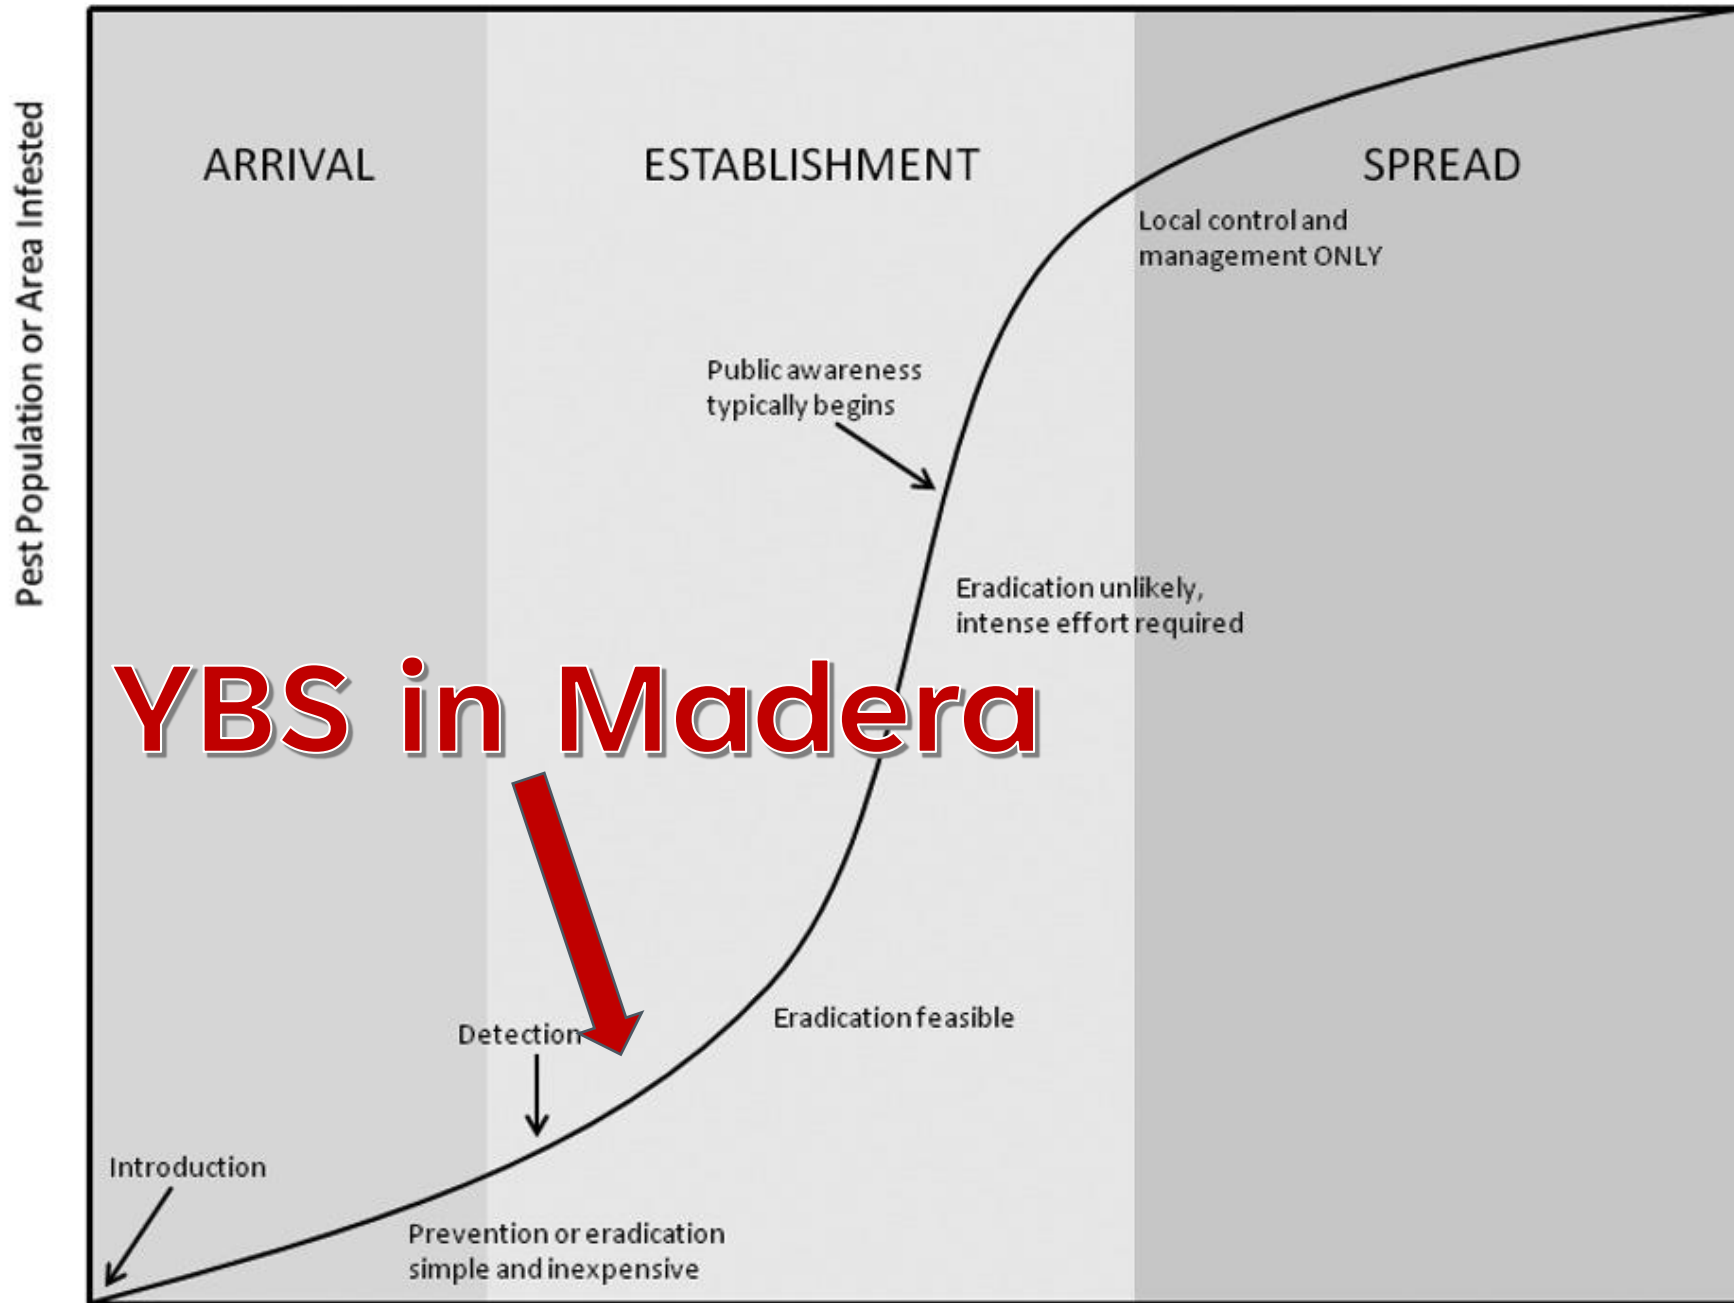 Pest Population or Area Infested
ARRIVAL
ESTABLISHMENT
SPREAD
Local control and
management ONLY
Public awareness
typically begins
Eradication unlikely,
intense effort required
YBS in Madera
Eradication feasible
Detection
Introduction
Prevention or eradication
simple and inexpensive